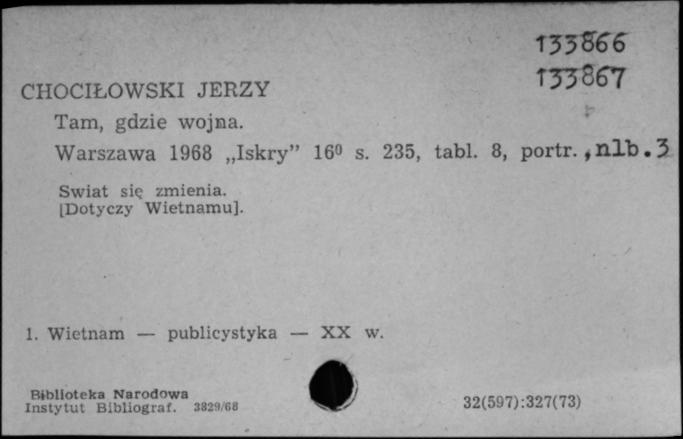 133866
133867
CHOCIŁOWSKI JERZY
Tam, gdzie wojna.
Warszawa 1968 „Iskry” 16⁰ s. 235, tabl. 8, portr., nlb.3
Swiat się zmienia.
[Dotyczy Wietnamu].
1. Wietnam — publicystyka — XX w.
Biblioteka Narodowa
Instytut Bibliograf. 3829/68
32(597):327(73)